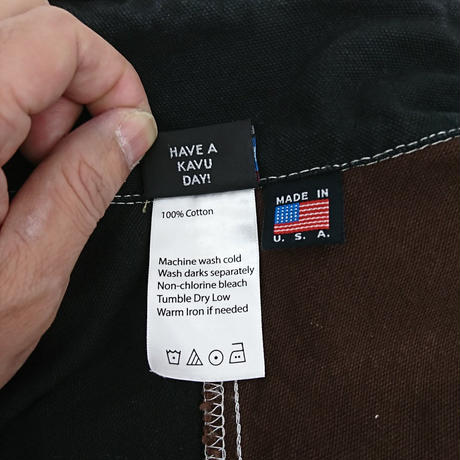 HAVE A
KAVU
DAY!
100% Cotton
Machine wash cold
Wash darks separately
Non-chlorine bleach
Tumble Dry Low
Warm Iron if needed
MADE IN
U. S. A.